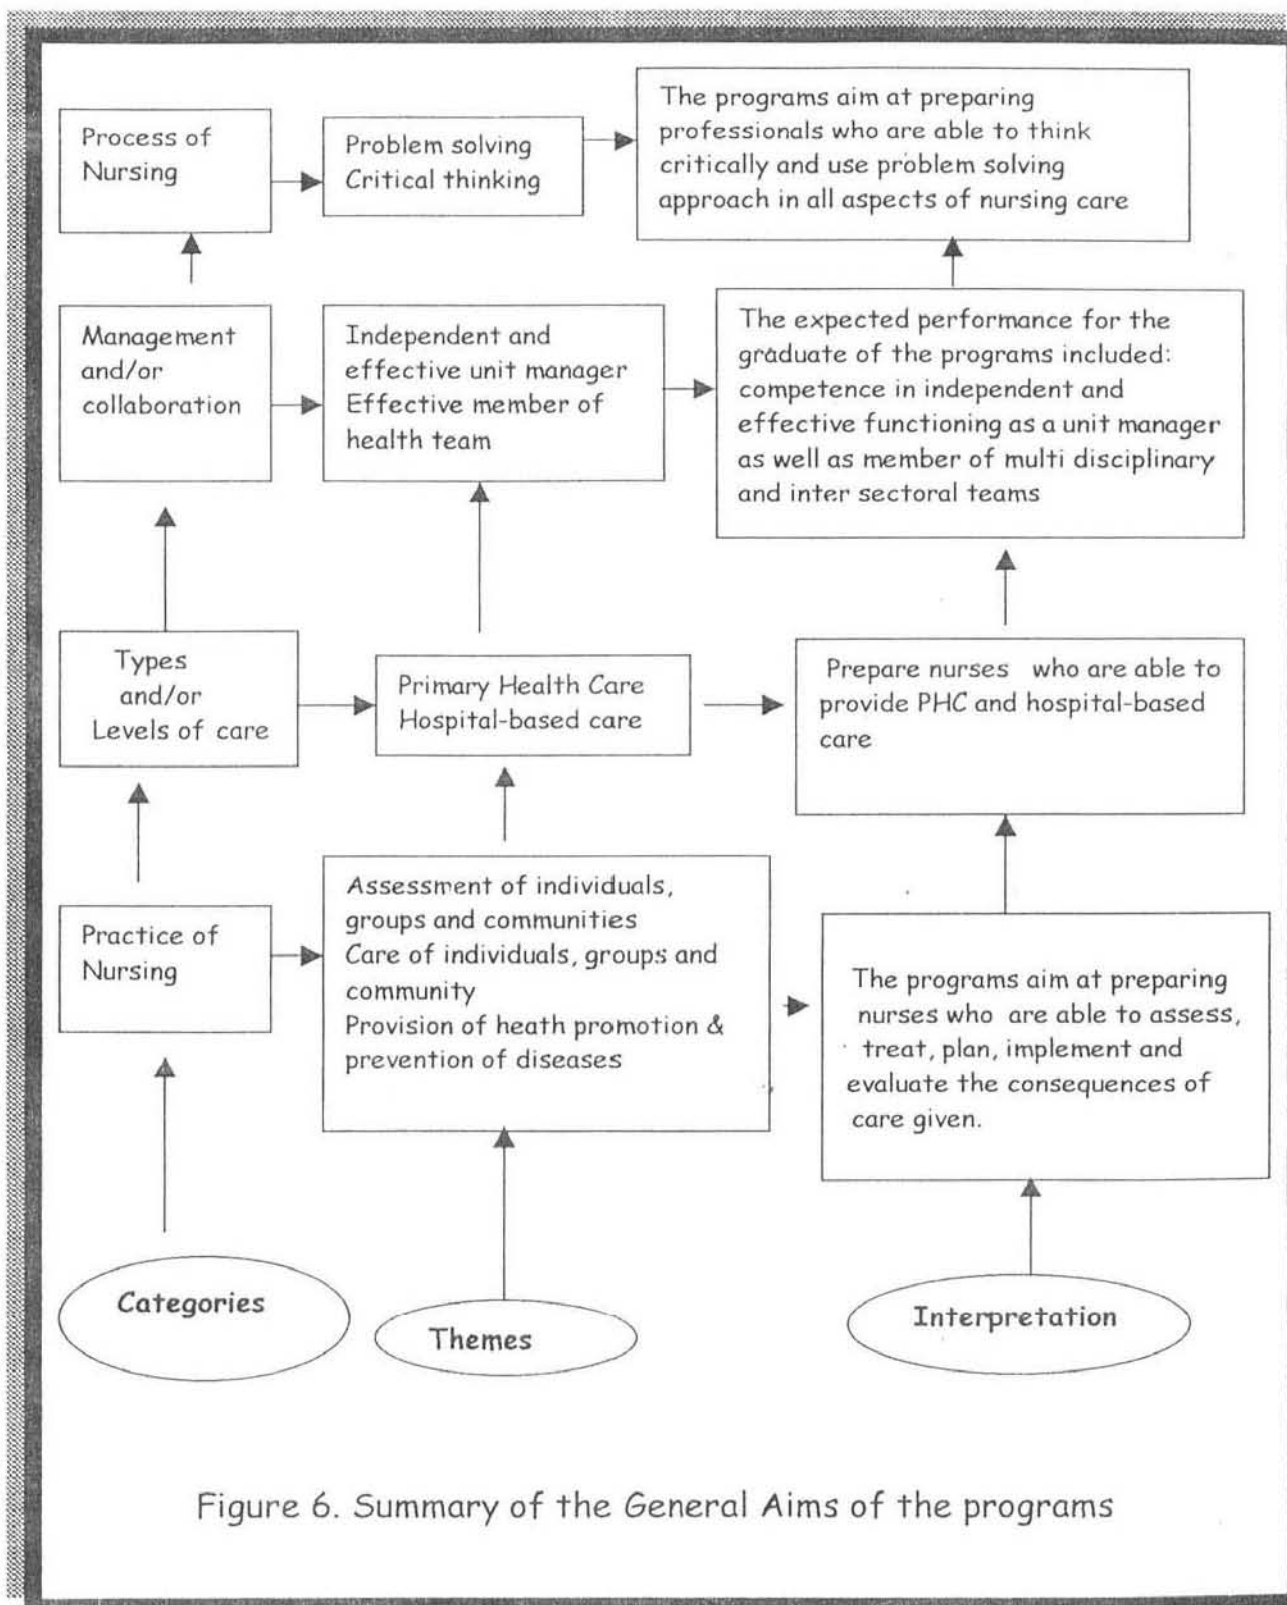 Process of
Nursing
Problem solving
Critical thinking
The programs aim at preparing
professionals who are able to think
critically and use problem solving
approach in all aspects of nursing care
Management
and/or
collaboration
Independent and
effective unit manager
Effective member of
health team
The expected performance for the
graduate of the programs included:
competence in independent and
effective functioning as a unit manager
as well as member of multi disciplinary
and inter sectoral teams
Types
and/or
Levels of care
Primary Health Care
Hospital-based care
Prepare nurses who are able to
provide PHC and hospital-based
care
Practice of
Nursing
Assessment of individuals,
groups and communities
Care of individuals, groups and
community
Provision of heath promotion &
prevention of diseases
The programs aim at preparing
nurses who are able to assess,
treat, plan, implement and
evaluate the consequences of
care given.
Categories
Themes
Interpretation
Figure 6. Summary of the General Aims of the programs